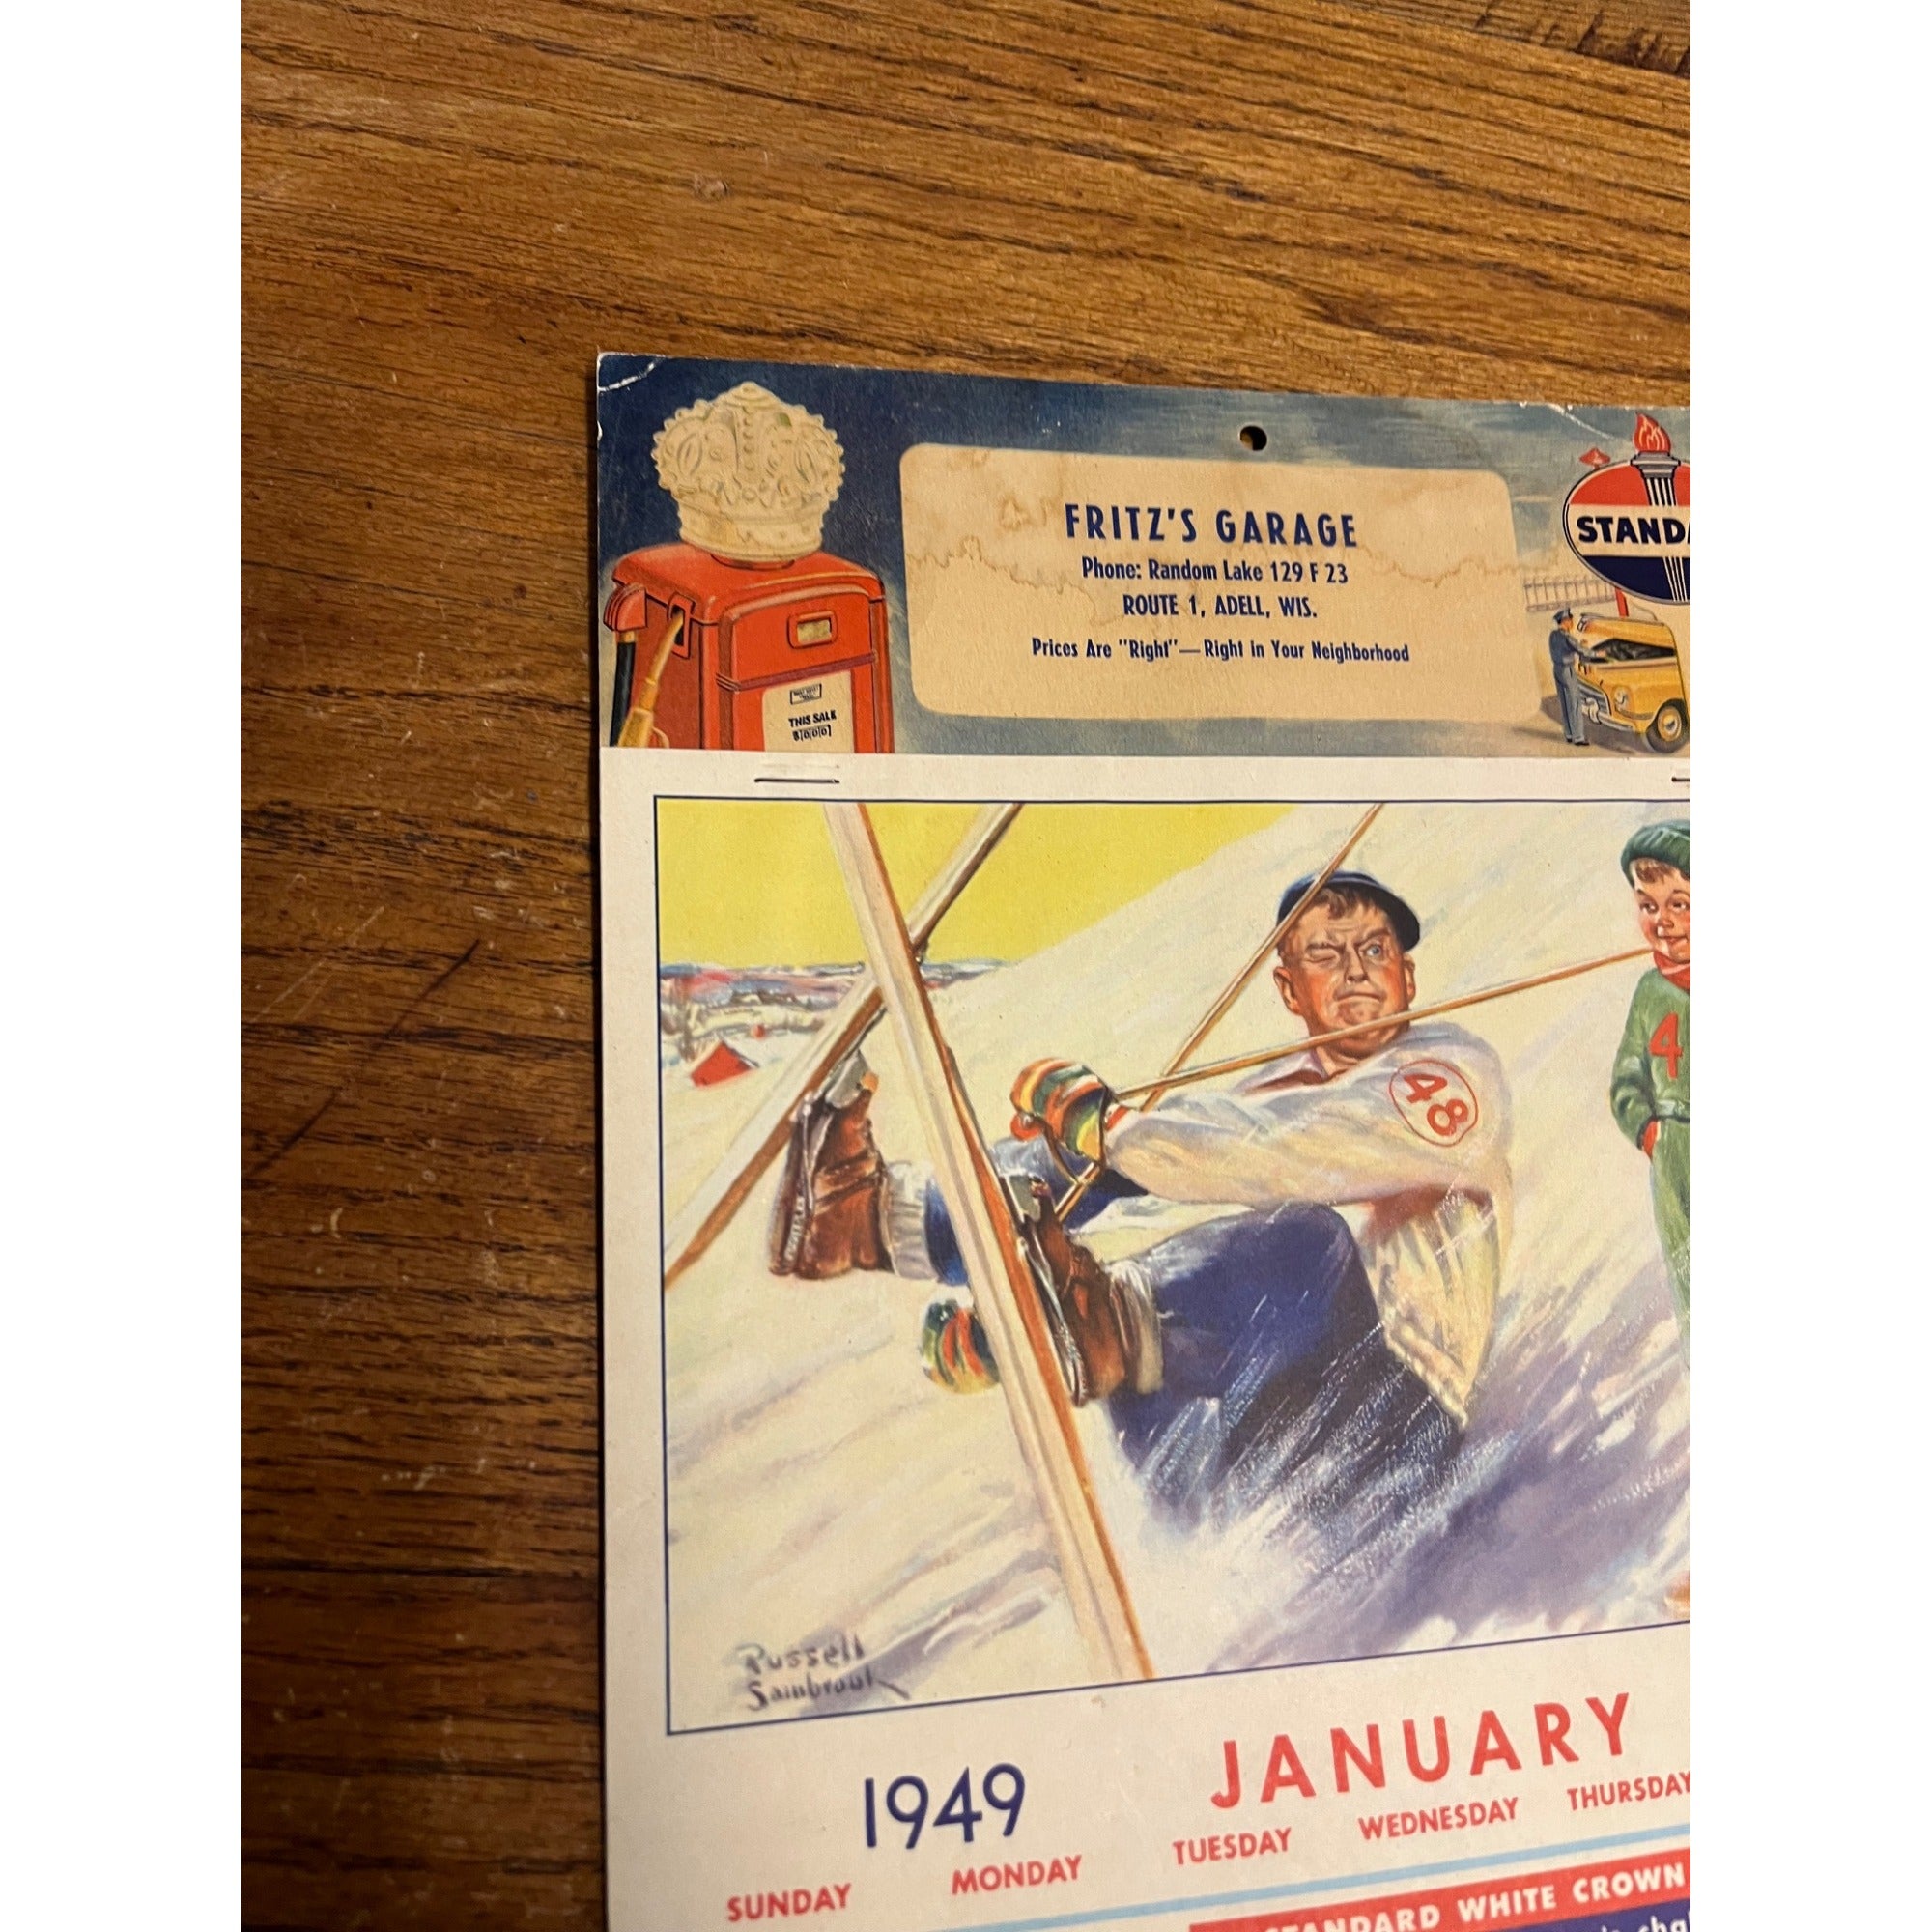 FRITZ'S GARAGE
Phone: Random Lake 129 F 23
ROUTE 1, ADELL, WIS.
Prices Are "Right"—Right in Your Neighborhood
STANDA
THIS SALE
48
4
Russell
Sambrook
1949
JANUARY
SUNDAY MONDAY TUESDAY WEDNESDAY THURSDAY
STANDARD WHITE CROWN